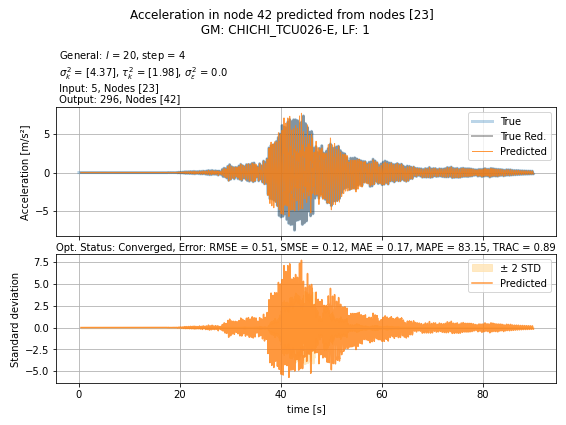 Acceleration in node 42 predicted from nodes [23]
GM: CHICHI_TCU026-E, LF: 1
General: l = 20, step = 4
σ²ₖ = [4.37], τ²ₖ = [1.98], σ²ε = 0.0
Input: 5, Nodes [23]
Output: 296, Nodes [42]
Acceleration [m/s²]
5
0
−5
True
True Red.
Predicted
Opt. Status: Converged, Error: RMSE = 0.51, SMSE = 0.12, MAE = 0.17, MAPE = 83.15, TRAC = 0.89
Standard deviation
7.5
5.0
2.5
0.0
−2.5
−5.0
± 2 STD
Predicted
0 20 40 60 80
time [s]